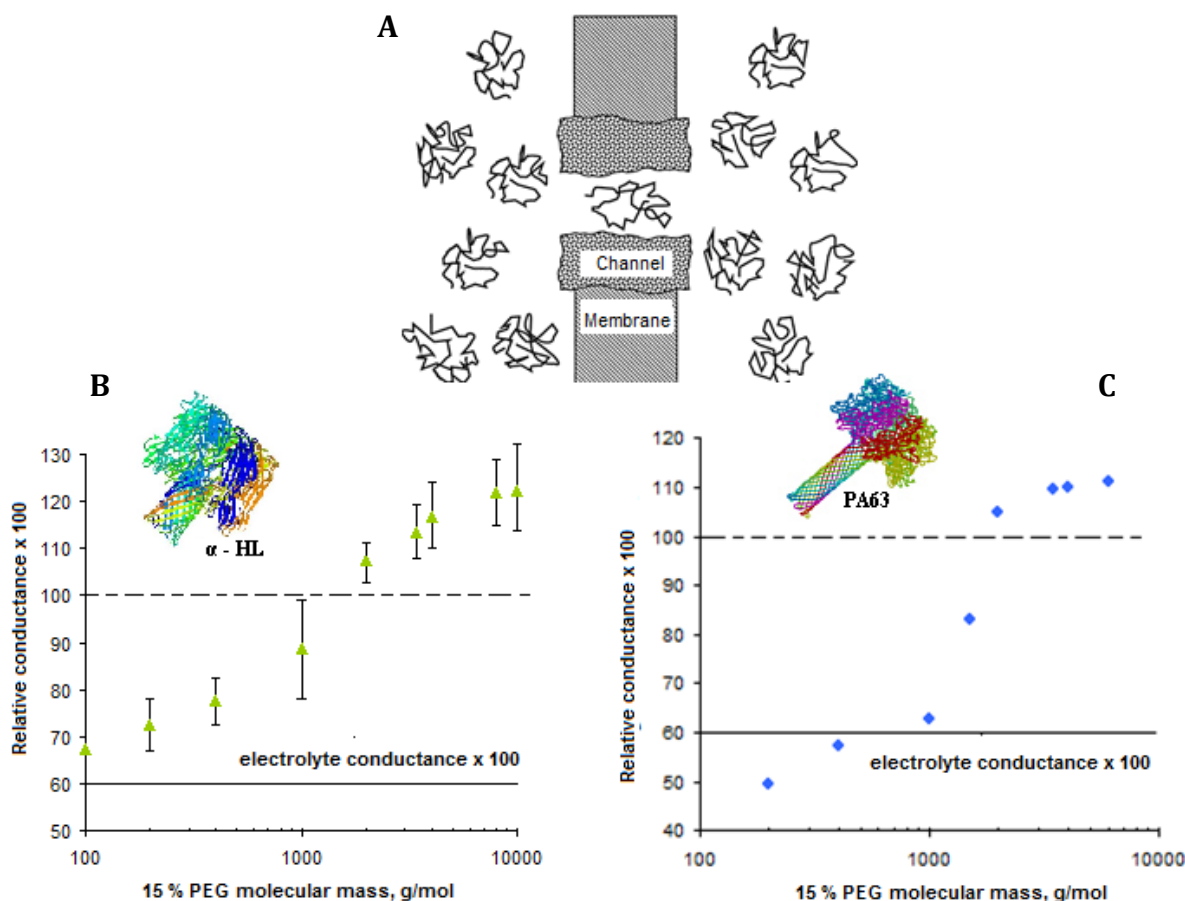 A
Channel
Membrane
B
C
Relative conductance x 100
130
120
110
100
90
80
70
60
50
α - HL
electrolyte conductance x 100
100
1000
10000
15 % PEG molecular mass, g/mol
Relative conductance x 100
120
110
100
90
80
70
60
50
40
PA63
electrolyte conductance x 100
100
1000
10000
15 % PEG molecular mass, g/mol